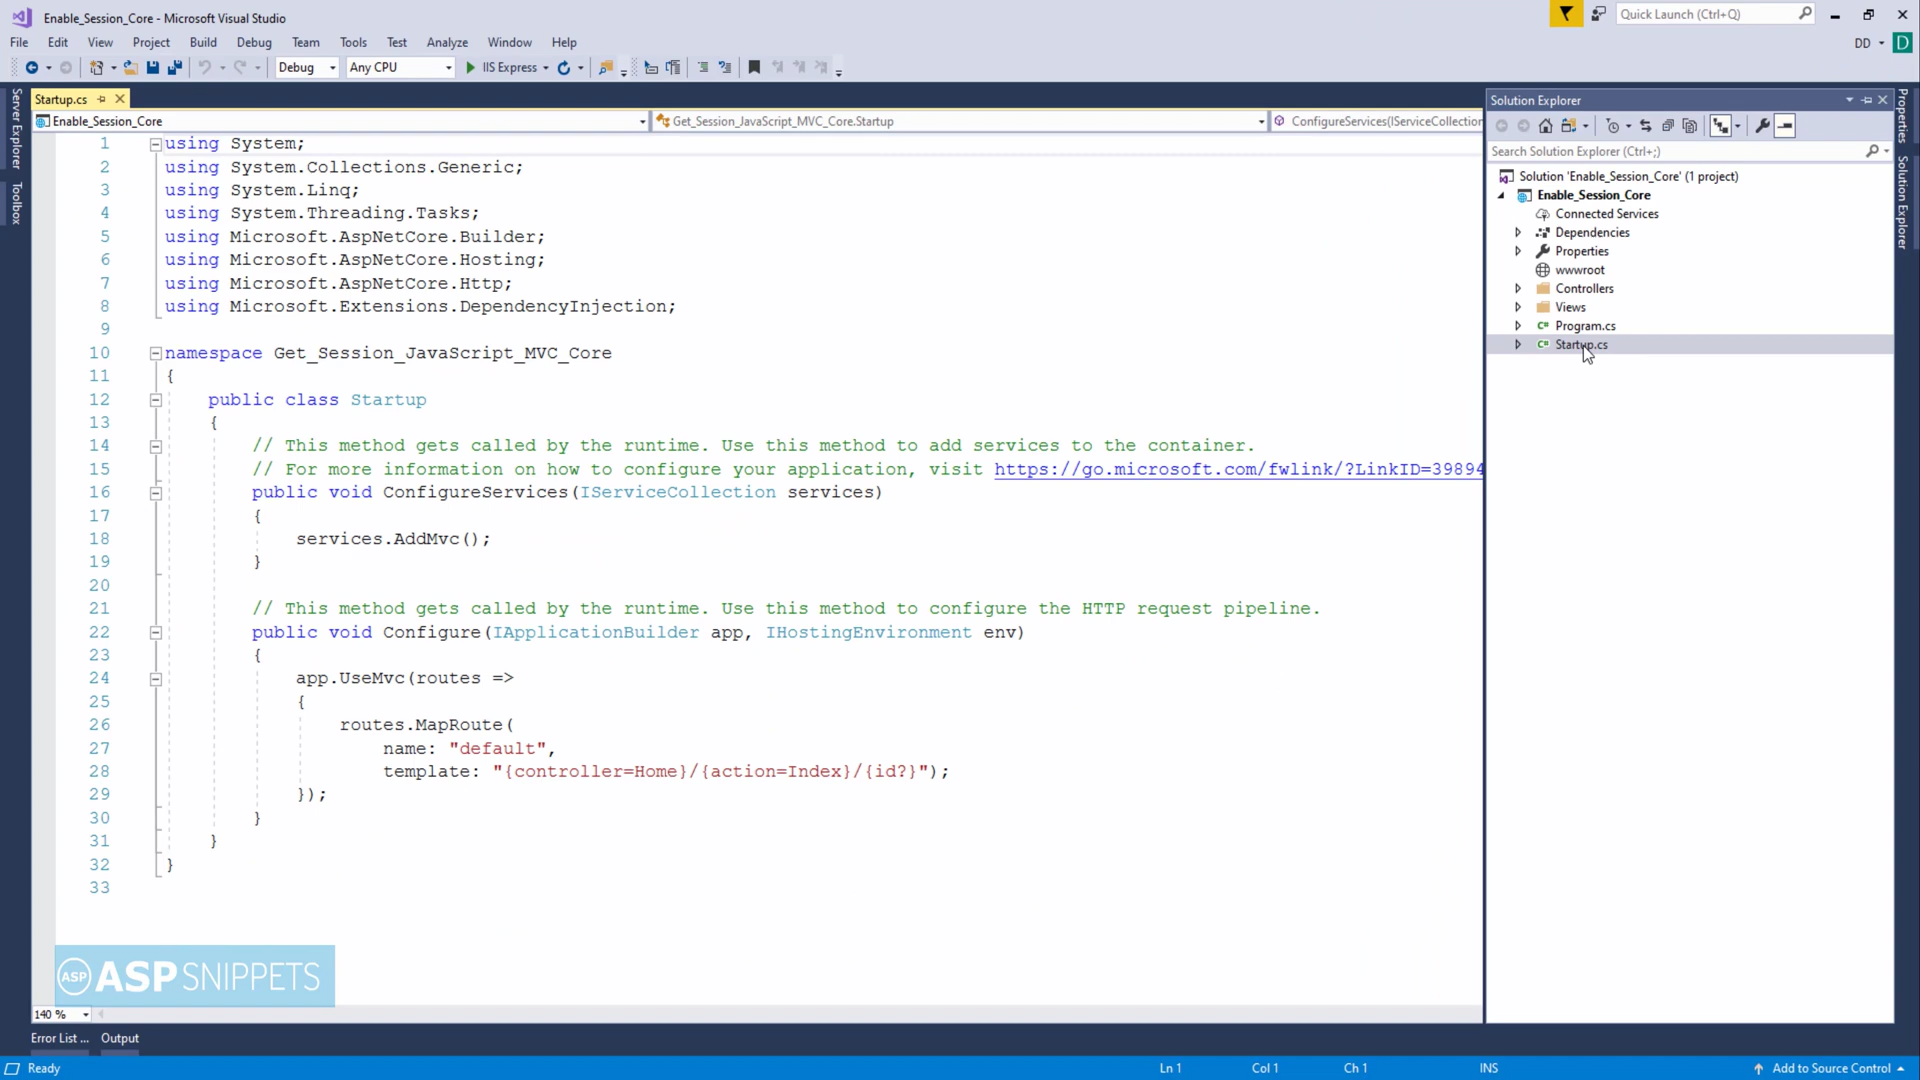 Enable_Session_Core - Microsoft Visual Studio
Quick Launch (Ctrl+Q)
File Edit View Project Build Debug Team Tools Test Analyze Window Help
DD D
Debug Any CPU IIS Express
Server Explorer
Toolbox
Startup.cs
Enable_Session_Core Get_Session_JavaScript_MVC_Core.Startup ConfigureServices(IServiceCollection
1 using System;
2 using System.Collections.Generic;
3 using System.Linq;
4 using System.Threading.Tasks;
5 using Microsoft.AspNetCore.Builder;
6 using Microsoft.AspNetCore.Hosting;
7 using Microsoft.AspNetCore.Http;
8 using Microsoft.Extensions.DependencyInjection;
9
10 namespace Get_Session_JavaScript_MVC_Core
11 {
12 public class Startup
13 {
14 // This method gets called by the runtime. Use this method to add services to the container.
15 // For more information on how to configure your application, visit https://go.microsoft.com/fwlink/?LinkID=39894
16 public void ConfigureServices(IServiceCollection services)
17 {
18 services.AddMvc();
19 }
20
21 // This method gets called by the runtime. Use this method to configure the HTTP request pipeline.
22 public void Configure(IApplicationBuilder app, IHostingEnvironment env)
23 {
24 app.UseMvc(routes =>
25 {
26 routes.MapRoute(
27 name: "default",
28 template: "{controller=Home}/{action=Index}/{id?}");
29 });
30 }
31 }
32 }
33
ASP ASPSNIPPETS
140 %
Solution Explorer
Search Solution Explorer (Ctrl+;)
Solution 'Enable_Session_Core' (1 project)
Enable_Session_Core
Connected Services
Dependencies
Properties
wwwroot
Controllers
Views
C# Program.cs
C# Startup.cs
Properties
Solution Explorer
Error List ... Output
Ready Ln 1 Col 1 Ch 1 INS Add to Source Control